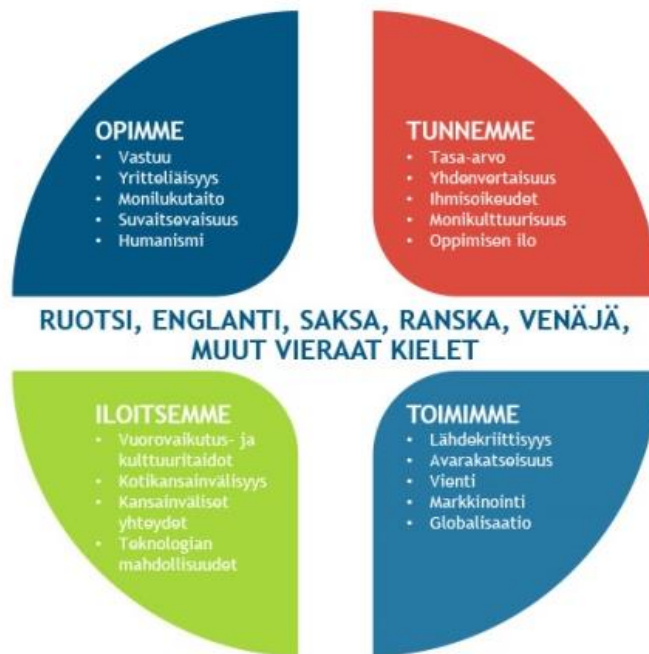 OPIMME
• Vastuu
• Yritteliäisyys
• Monilukutaito
• Suvaitsevaisuus
• Humanismi
TUNNEMME
• Tasa-arvo
• Yhdenvertaisuus
• Ihmisoikeudet
• Monikulttuurisuus
• Oppimisen ilo
RUOTSI, ENGLANTI, SAKSA, RANSKA, VENÄJÄ,
MUUT VIERAAT KIELET
ILOITSEMME
• Vuorovaikutus- ja
kulttuuritaidot
• Kotikansainvälisyys
• Kansainväliset
yhteydet
• Teknologian
mahdollisuudet
TOIMIMME
• Lähdekriittisyys
• Avarakatseisuus
• Vienti
• Markkinointi
• Globalisaatio